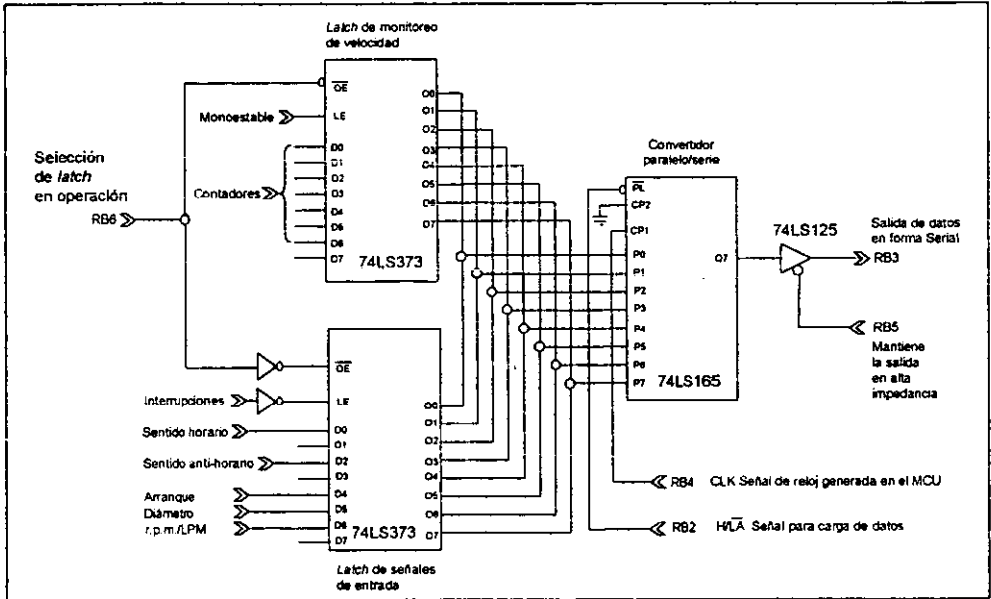 Latch de monitoreo
de velocidad
OE
LE
D0
D1
D2
D3
D4
D5
D6
D7
O0
O1
O2
O3
O4
O5
O6
O7
74LS373
Monoestable
Contadores
Selección
de latch
en operación
RB6
Convertidor
paralelo/serie
PL
CP2
CP1
P0
P1
P2
P3
P4
P5
P6
P7
Q7
74LS165
74LS125
Salida de datos
en forma Serial
RB3
RB5
Mantiene
la salida
en alta
impedancia
OE
LE
D0
D1
D2
D3
D4
D5
D6
D7
O0
O1
O2
O3
O4
O5
O6
O7
74LS373
Interrupciones
Sentido horario
Sentido anti-horario
Arranque
Diámetro
r.p.m./LPM
RB4 CLK Señal de reloj generada en el MCU
RB2 H/LA Señal para carga de datos
Latch de señales
de entrada